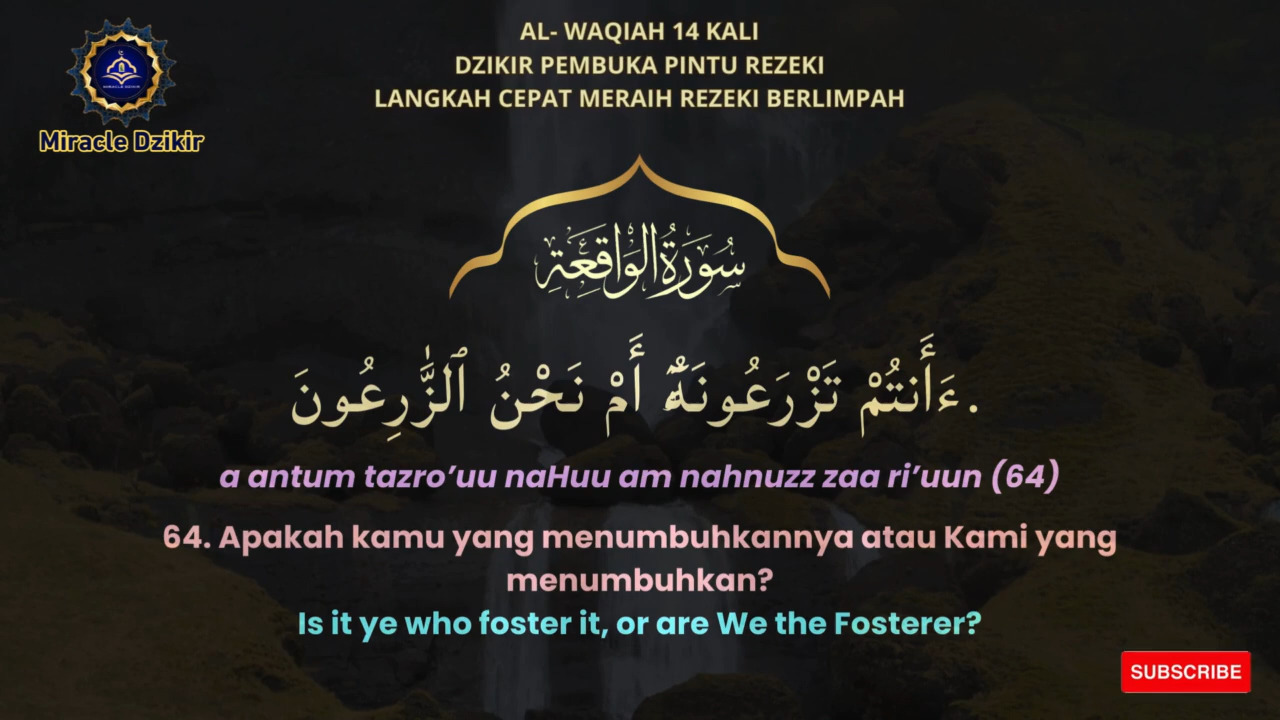 AL- WAQIAH 14 KALI
DZIKIR PEMBUKA PINTU REZEKI
LANGKAH CEPAT MERAIH REZEKI BERLIMPAH
MIRACLE DZIKIR
Miracle Dzikir
سُورَةُ الوَاقِعَةِ
ءَأَنتُمْ تَزْرَعُونَهُۥٓ أَمْ نَحْنُ ٱلزَّٰرِعُونَ.
a antum tazro’uu naHuu am nahnuzz zaa ri’uun (64)
64. Apakah kamu yang menumbuhkannya atau Kami yang
menumbuhkan?
Is it ye who foster it, or are We the Fosterer?
SUBSCRIBE